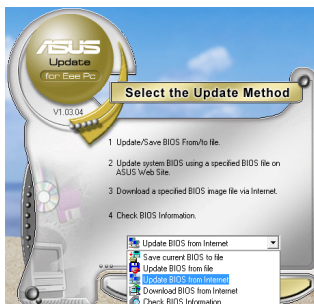 ASUS
Update
for Eee Pc
V1.03.04
Select the Update Method
1 Update/Save BIOS From/to file.
2 Update system BIOS using a specified BIOS file on
ASUS Web Site.
3 Download a specified BIOS image file via Internet.
4 Check BIOS Information.
Update BIOS from Internet
Save current BIOS to file
Update BIOS from file
Update BIOS from Internet
Download BIOS from Internet
Check BIOS Information